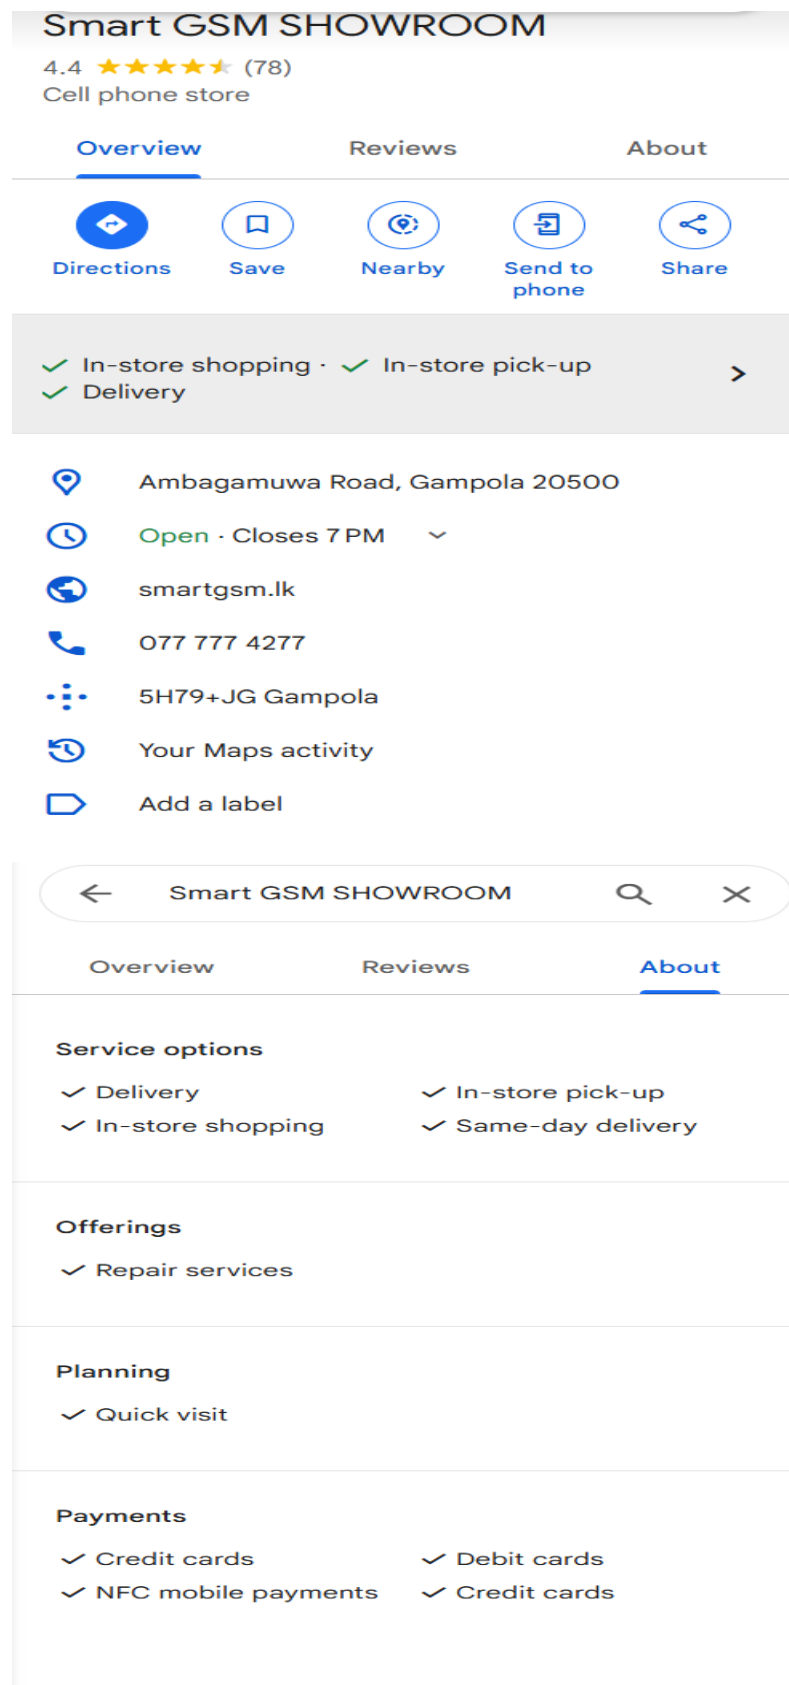 Smart GSM SHOWROOM
4.4 (78)
Cell phone store
Overview Reviews About
Directions Save Nearby Send to phone Share
In-store shopping · In-store pick-up
Delivery
Ambagamuwa Road, Gampola 20500
Open · Closes 7 PM
smartgsm.lk
077 777 4277
5H79+JG Gampola
Your Maps activity
Add a label
Smart GSM SHOWROOM
Overview Reviews About
Service options
Delivery In-store pick-up
In-store shopping Same-day delivery
Offerings
Repair services
Planning
Quick visit
Payments
Credit cards Debit cards
NFC mobile payments Credit cards